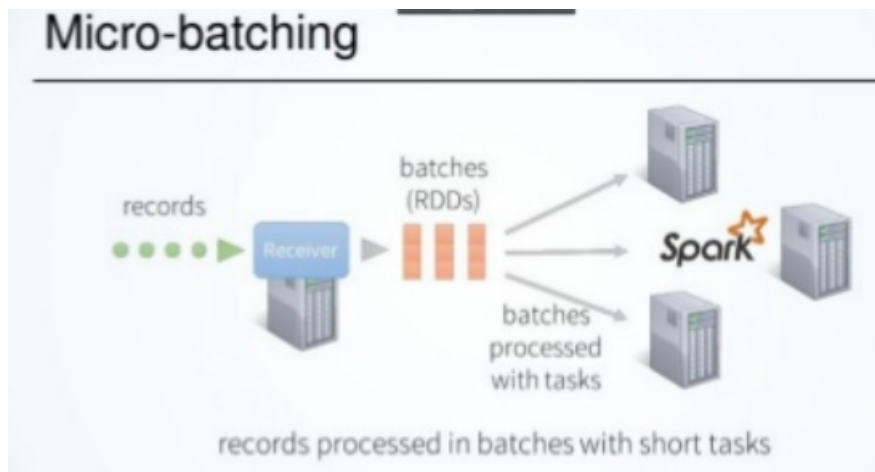 Micro-batching
records
Receiver
batches
(RDDs)
Spark
batches
processed
with tasks
records processed in batches with short tasks